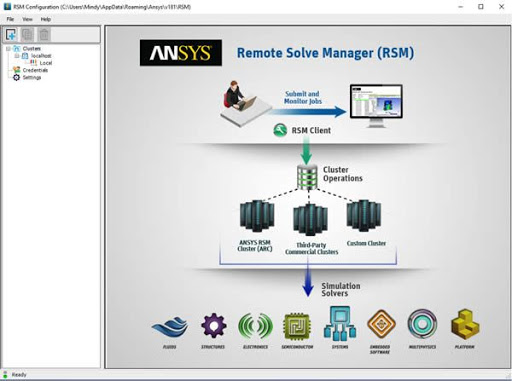 RSM Configuration (C:\Users\Mindy\AppData\Roaming\Ansys\v181\RSM)
File View Help
Clusters
localhost
Local
Credentials
Settings
ANSYS Remote Solve Manager (RSM)
Submit and
Monitor Jobs
RSM Client
Cluster
Operations
ANSYS RSM
Cluster (ARC)
Third-Party
Commercial Clusters
Custom Cluster
Simulation
Solvers
FLUIDS STRUCTURES ELECTRONICS SEMICONDUCTOR SYSTEMS EMBEDDED
SOFTWARE MULTIPHYSICS PLATFORM
Ready